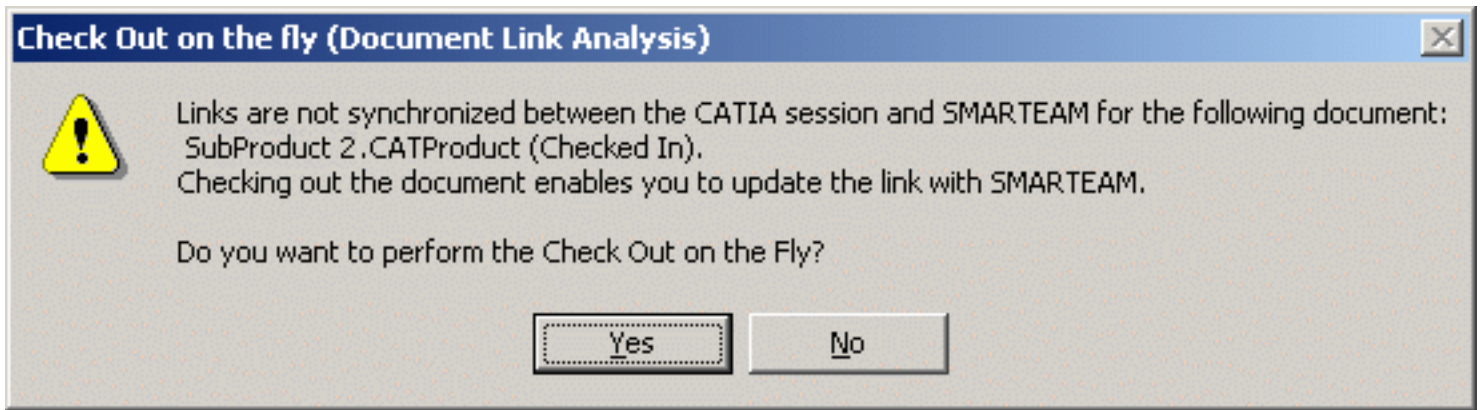 Check Out on the fly (Document Link Analysis)
Links are not synchronized between the CATIA session and SMARTEAM for the following document:
SubProduct 2.CATProduct (Checked In).
Checking out the document enables you to update the link with SMARTEAM.
Do you want to perform the Check Out on the Fly?
Yes No